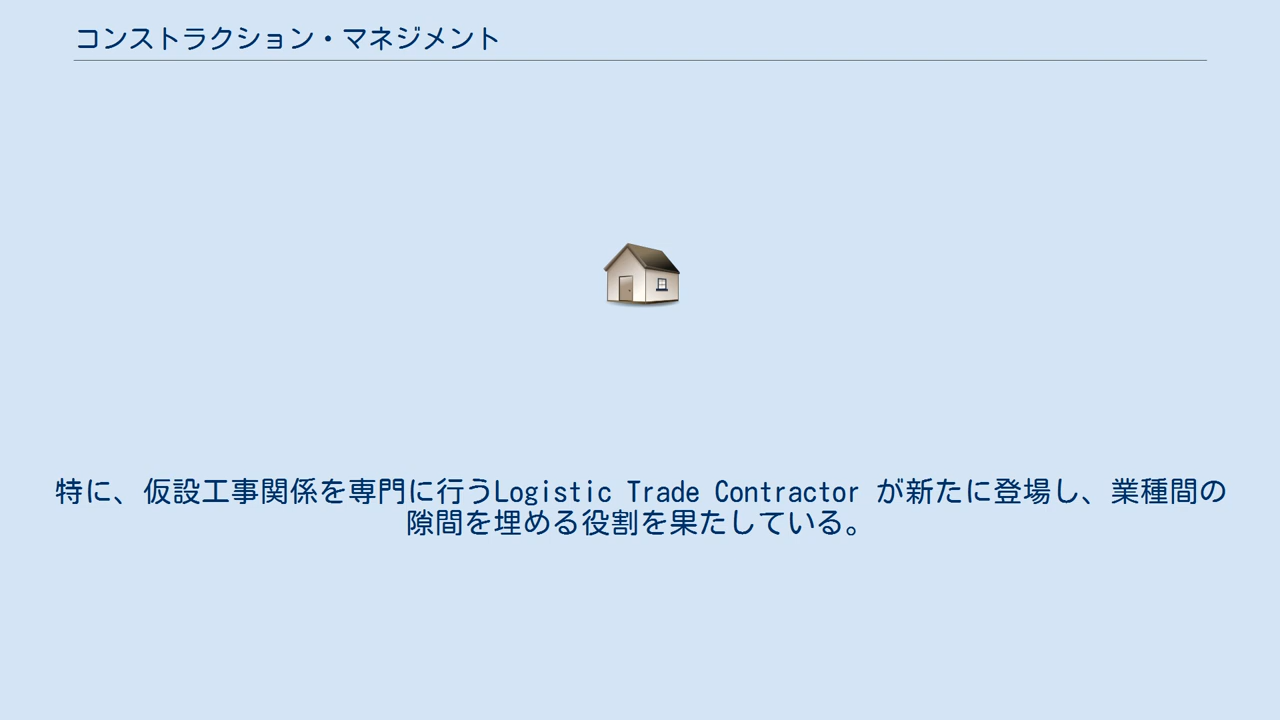 コンストラクション・マネジメント
特に、仮設工事関係を専門に行うLogistic Trade Contractor が新たに登場し、業種間の
隙間を埋める役割を果たしている。